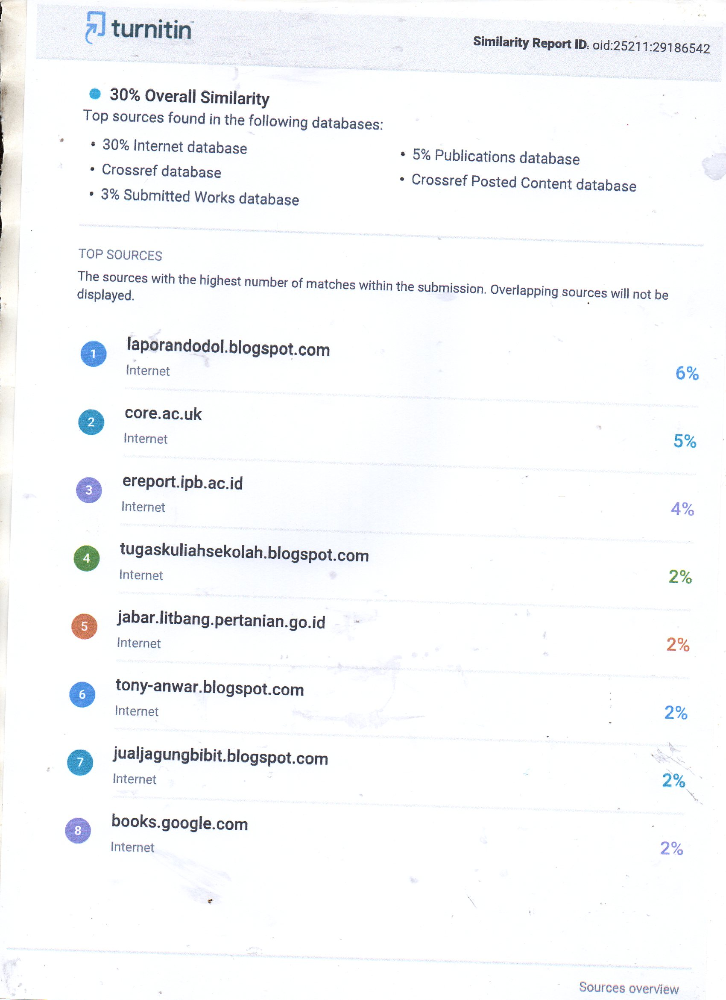 turnitin
Similarity Report ID: oid:25211:29186542
30% Overall Similarity
Top sources found in the following databases:
• 30% Internet database
• 5% Publications database
• Crossref database
• Crossref Posted Content database
• 3% Submitted Works database
TOP SOURCES
The sources with the highest number of matches within the submission. Overlapping sources will not be
displayed.
1 laporandodol.blogspot.com
Internet
6%
2 core.ac.uk
Internet
5%
3 ereport.ipb.ac.id
Internet
4%
4 tugaskuliahsekolah.blogspot.com
Internet
2%
5 jabar.litbang.pertanian.go.id
Internet
2%
6 tony-anwar.blogspot.com
Internet
2%
7 jualjagungbibit.blogspot.com
Internet
2%
8 books.google.com
Internet
2%
Sources overview